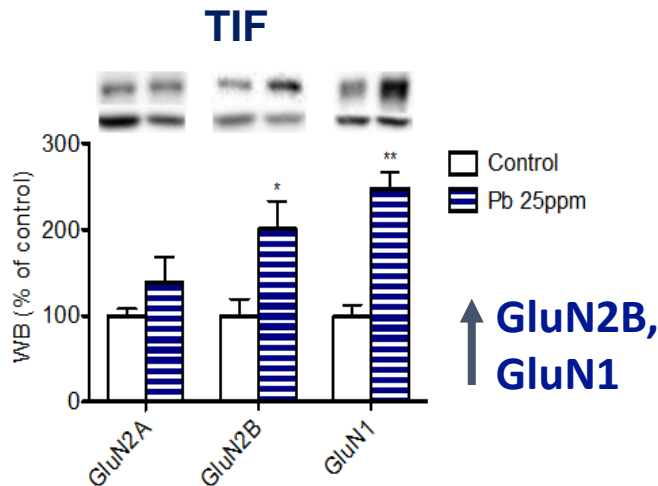 TIF
300
200
100
0
WB (% of control)
*
**
Control
Pb 25ppm
GluN2A
GluN2B
GluN1
GluN2B,
GluN1